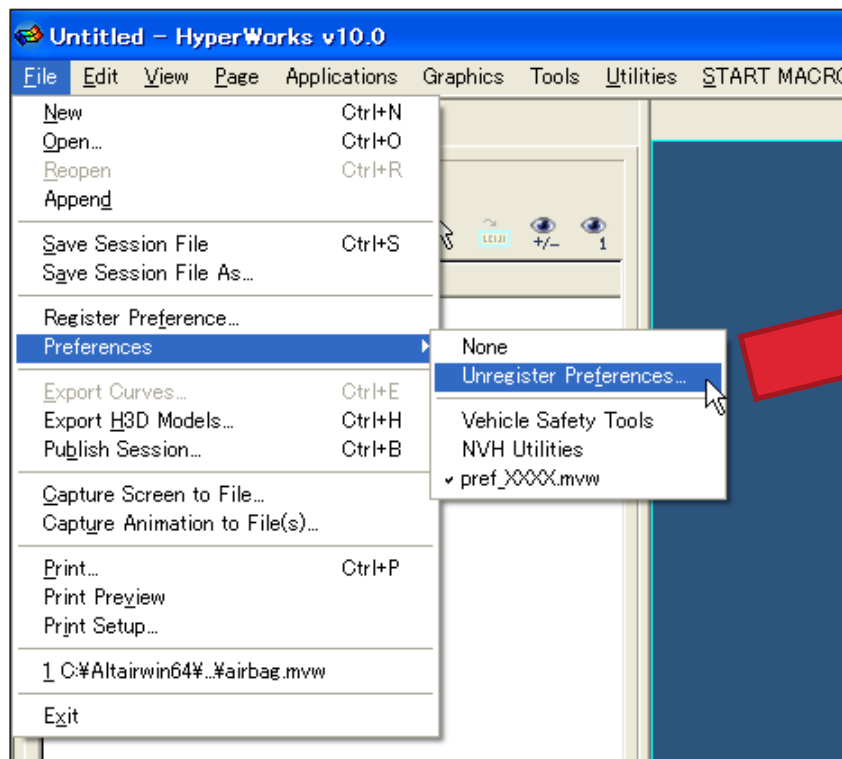 Untitled - HyperWorks v10.0
File Edit View Page Applications Graphics Tools Utilities START MACRO
New Ctrl+N
Open... Ctrl+O
Reopen Ctrl+R
Append
Save Session File Ctrl+S
Save Session File As...
Register Preference...
Preferences
Export Curves... Ctrl+E
Export H3D Models... Ctrl+H
Publish Session... Ctrl+B
Capture Screen to File...
Capture Animation to File(s)...
Print... Ctrl+P
Print Preview
Print Setup...
1 C:¥Altairwin64¥...¥airbag.mvw
Exit
+/-
1
None
Unregister Preferences...
Vehicle Safety Tools
NVH Utilities
pref_XXXX.mvw